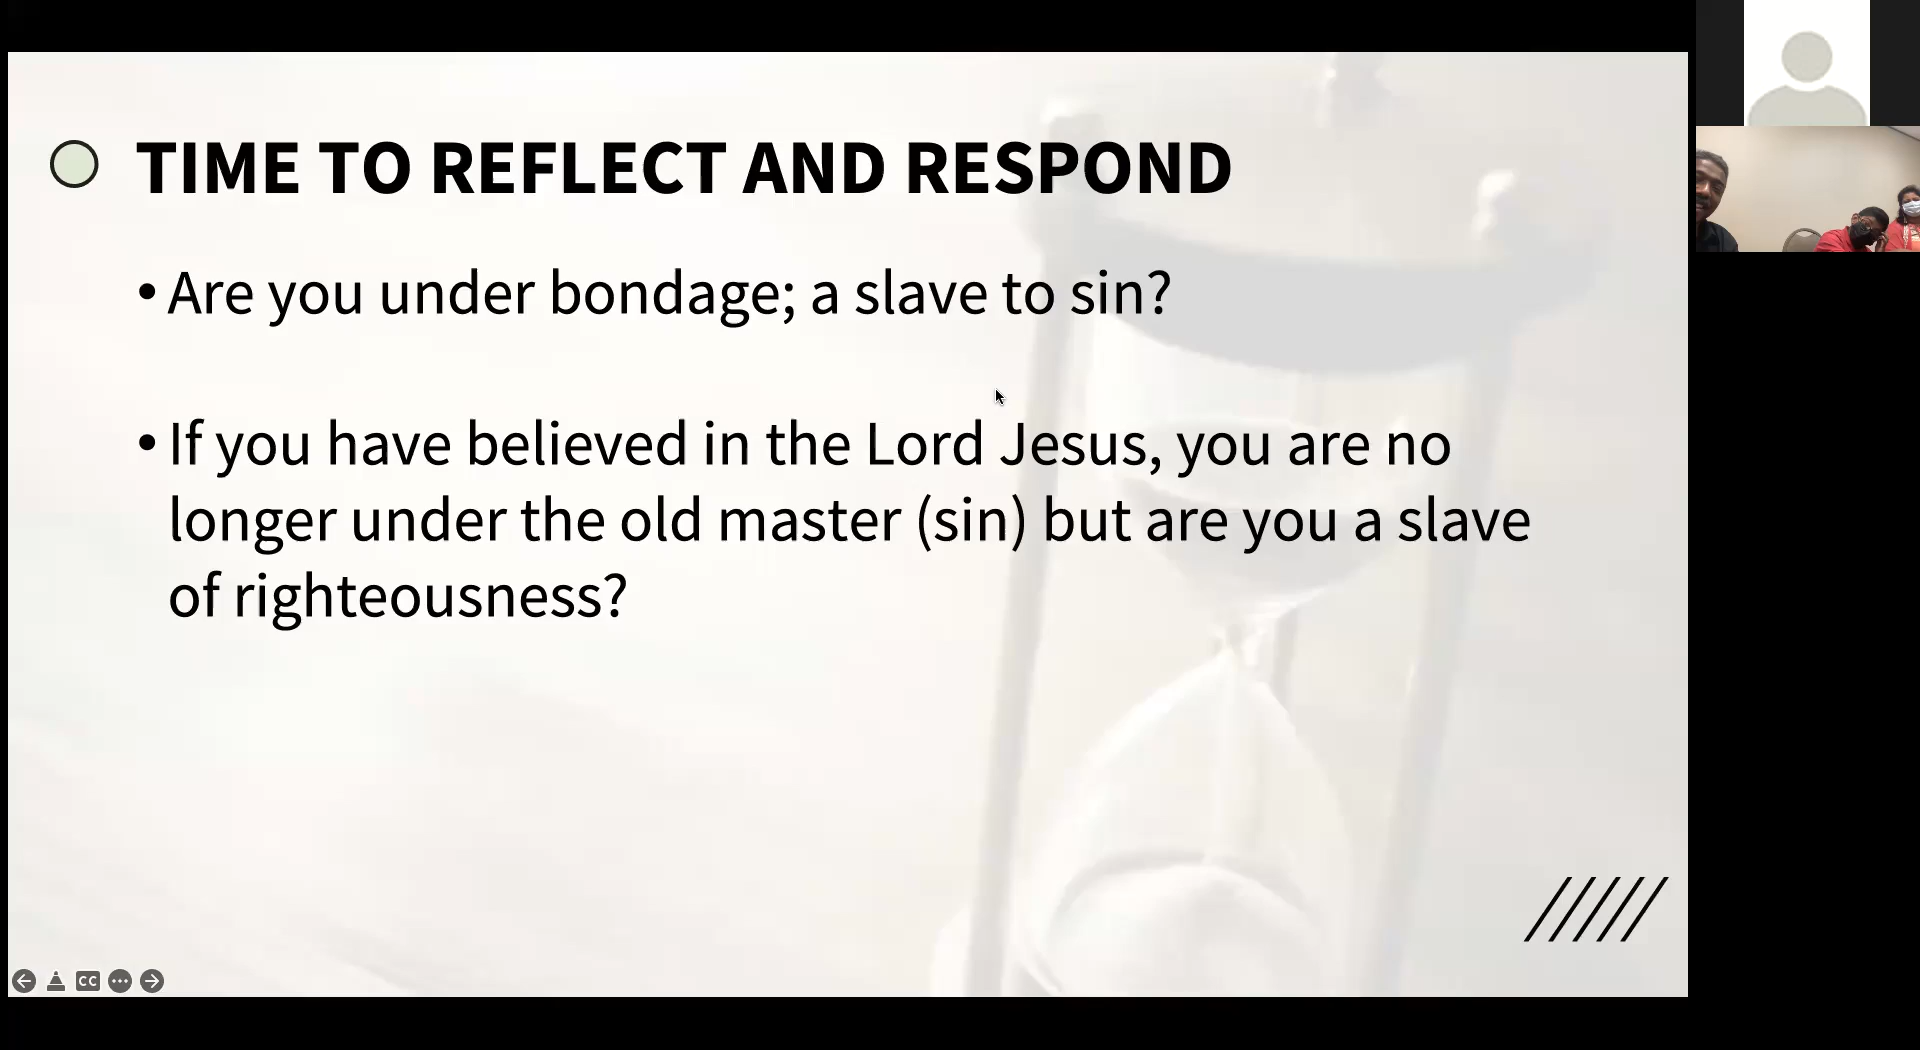 TIME TO REFLECT AND RESPOND
• Are you under bondage; a slave to sin?
• If you have believed in the Lord Jesus, you are no
longer under the old master (sin) but are you a slave
of righteousness?
CC